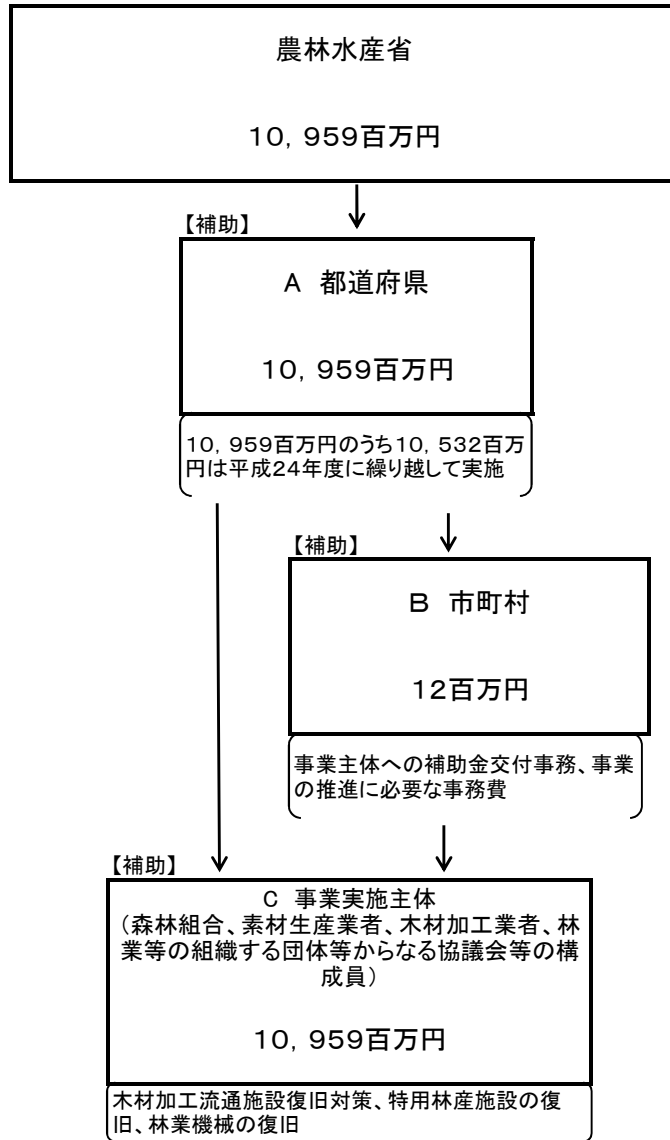 農林水産省
10,959百万円
【補助】
A 都道府県
10,959百万円
10,959百万円のうち10,532百万
円は平成24年度に繰り越して実施
【補助】
B 市町村
12百万円
事業主体への補助金交付事務、事業
の推進に必要な事務費
【補助】
C 事業実施主体
(森林組合、素材生産業者、木材加工業者、林
業等の組織する団体等からなる協議会等の構
成員)
10,959百万円
木材加工流通施設復旧対策、特用林産施設の復
旧、林業機械の復旧